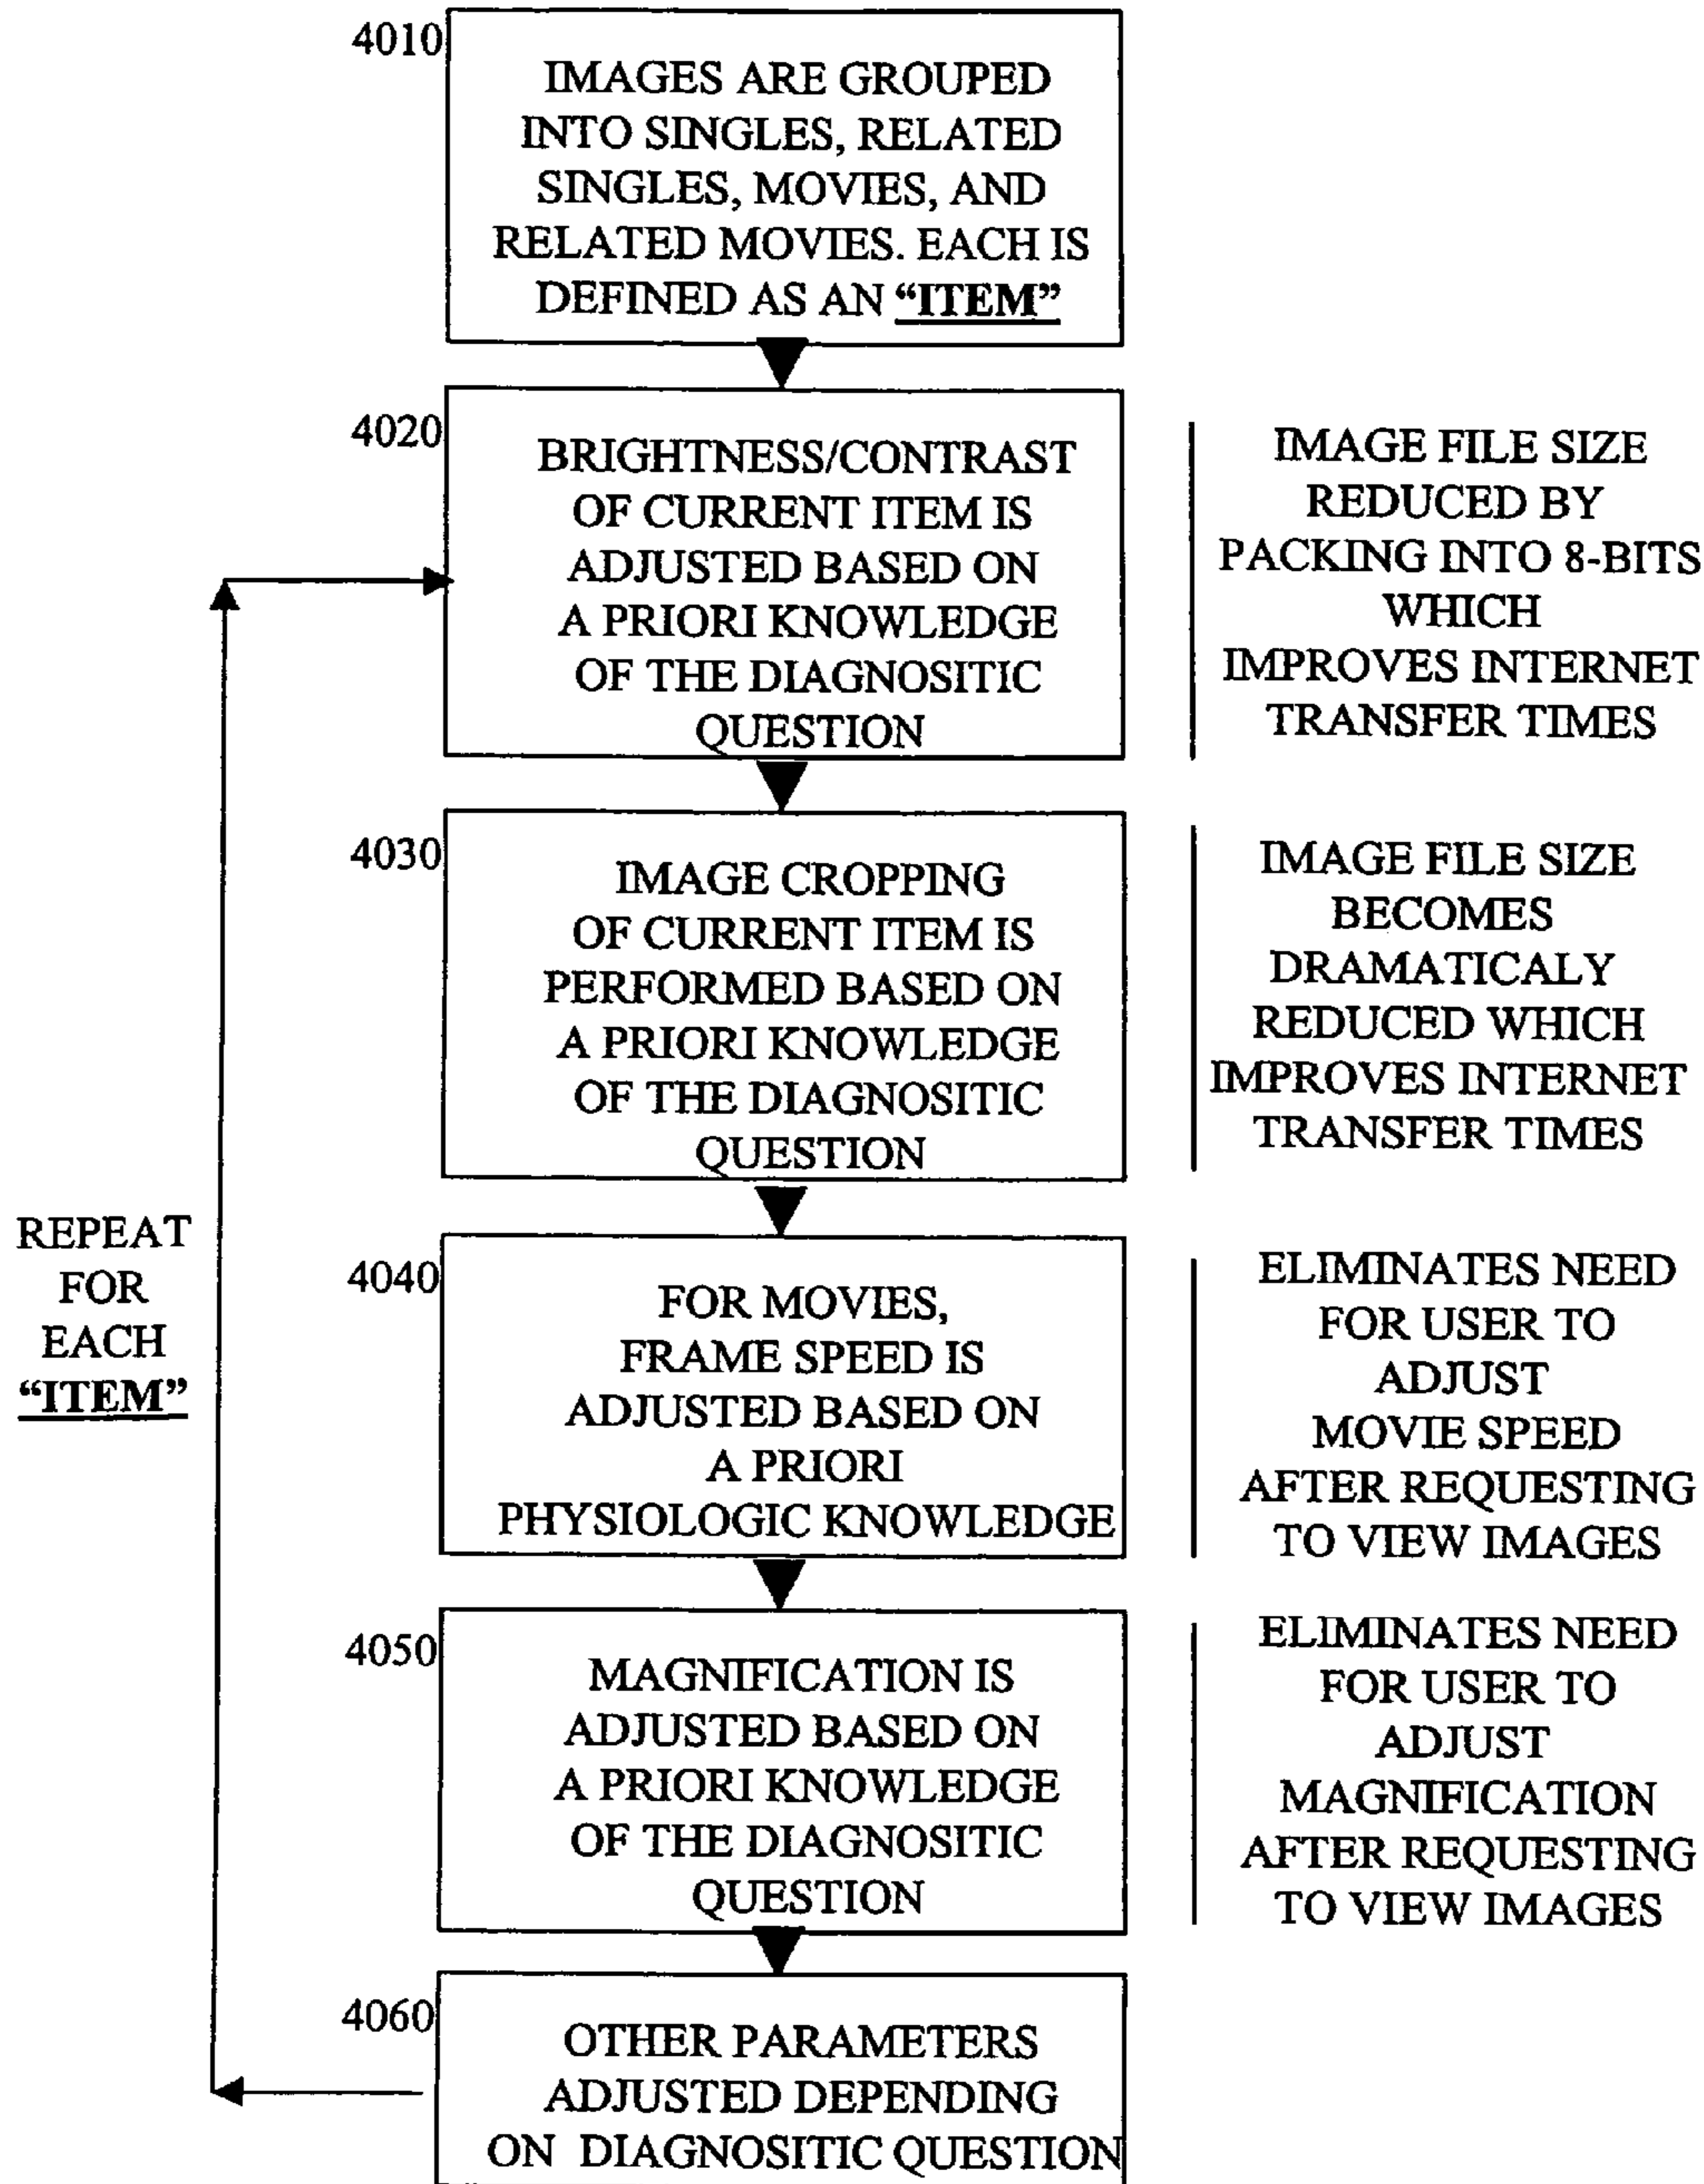 4010
IMAGES ARE GROUPED
INTO SINGLES, RELATED
SINGLES, MOVIES, AND
RELATED MOVIES. EACH IS
DEFINED AS AN “ITEM”
4020
BRIGHTNESS/CONTRAST
OF CURRENT ITEM IS
ADJUSTED BASED ON
A PRIORI KNOWLEDGE
OF THE DIAGNOSITIC
QUESTION
IMAGE FILE SIZE
REDUCED BY
PACKING INTO 8-BITS
WHICH
IMPROVES INTERNET
TRANSFER TIMES
4030
IMAGE CROPPING
OF CURRENT ITEM IS
PERFORMED BASED ON
A PRIORI KNOWLEDGE
OF THE DIAGNOSITIC
QUESTION
IMAGE FILE SIZE
BECOMES
DRAMATICALY
REDUCED WHICH
IMPROVES INTERNET
TRANSFER TIMES
REPEAT
FOR
EACH
“ITEM”
4040
FOR MOVIES,
FRAME SPEED IS
ADJUSTED BASED ON
A PRIORI
PHYSIOLOGIC KNOWLEDGE
ELIMINATES NEED
FOR USER TO
ADJUST
MOVIE SPEED
AFTER REQUESTING
TO VIEW IMAGES
4050
MAGNIFICATION IS
ADJUSTED BASED ON
A PRIORI KNOWLEDGE
OF THE DIAGNOSITIC
QUESTION
ELIMINATES NEED
FOR USER TO
ADJUST
MAGNIFICATION
AFTER REQUESTING
TO VIEW IMAGES
4060
OTHER PARAMETERS
ADJUSTED DEPENDING
ON DIAGNOSITIC QUESTION